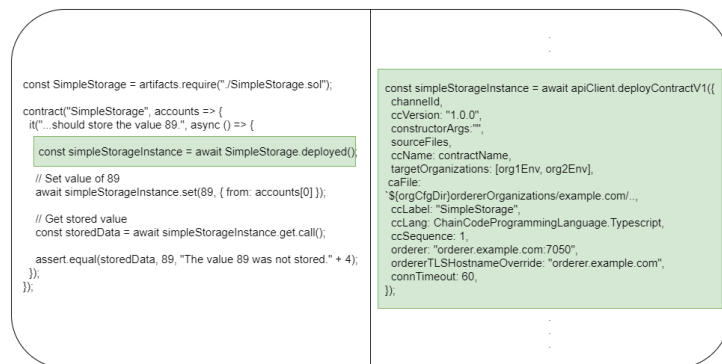 const SimpleStorage = artifacts.require("./SimpleStorage.sol");
contract("SimpleStorage", accounts => {
it("...should store the value 89.", async () => {
const simpleStorageInstance = await SimpleStorage.deployed();
// Set value of 89
await simpleStorageInstance.set(89, { from: accounts[0] });
// Get stored value
const storedData = await simpleStorageInstance.get.call();
assert.equal(storedData, 89, "The value 89 was not stored." + 4);
});
});
.
.
const simpleStorageInstance = await apiClient.deployContractV1({
channelId,
ccVersion: "1.0.0",
constructorArgs:"",
sourceFiles,
ccName: contractName,
targetOrganizations: [org1Env, org2Env],
caFile:
`${orgCfgDir}ordererOrganizations/example.com/..,
ccLabel: "SimpleStorage",
ccLang: ChainCodeProgrammingLanguage.Typescript,
ccSequence: 1,
orderer: "orderer.example.com:7050",
ordererTLSHostnameOverride: "orderer.example.com",
connTimeout: 60,
});
.
.
.